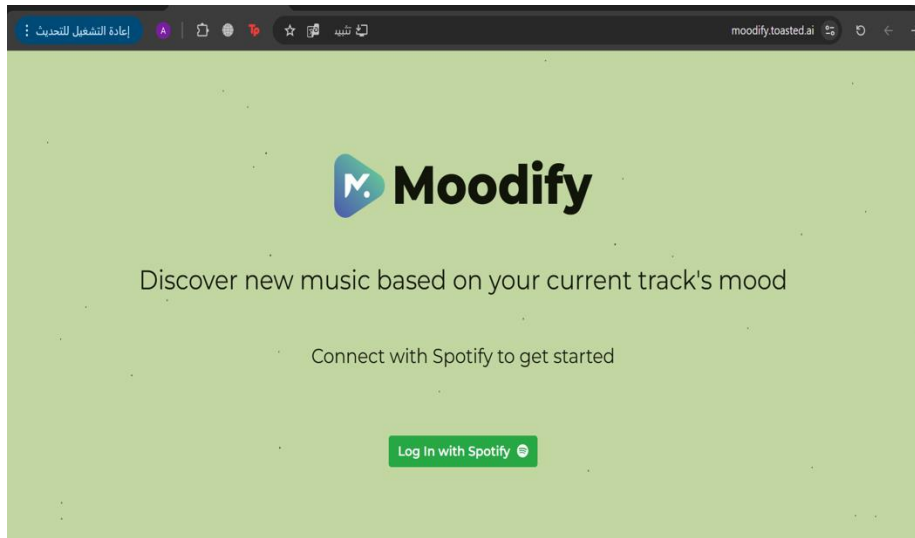 إعادة التشغيل للتحديث
A
Tp
تثبيت
moodify.toasted.ai
M.
Moodify
Discover new music based on your current track's mood
Connect with Spotify to get started
Log In with Spotify